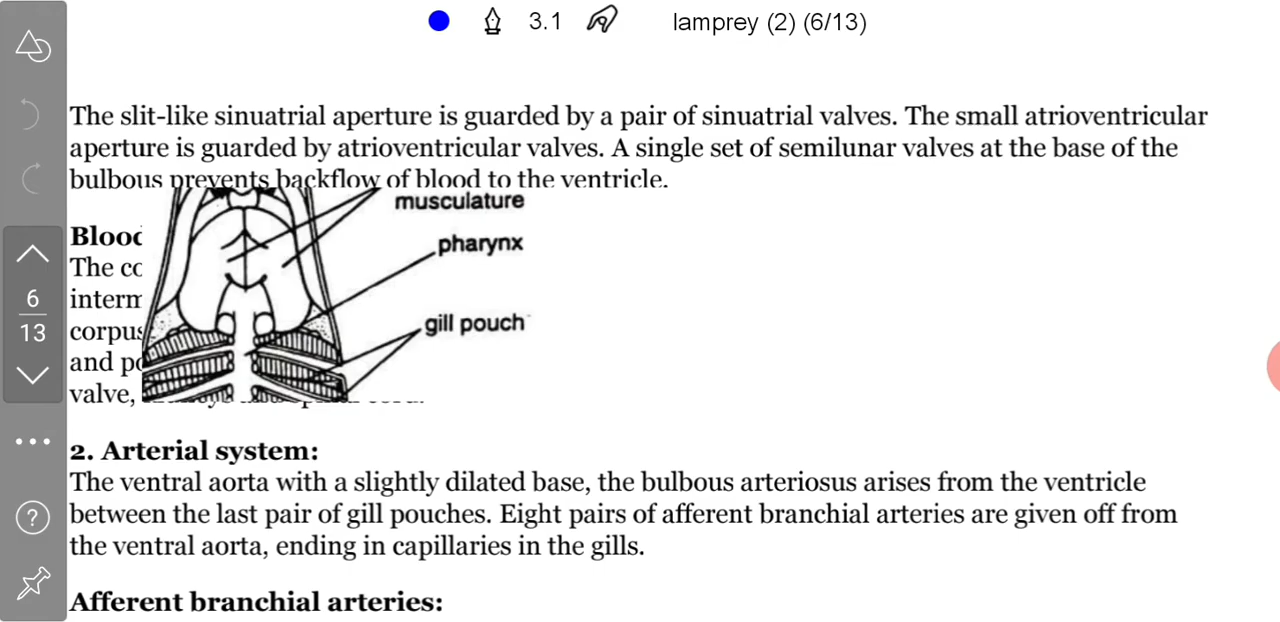 3.1 lamprey (2) (6/13)
The slit-like sinuatrial aperture is guarded by a pair of sinuatrial valves. The small atrioventricular
aperture is guarded by atrioventricular valves. A single set of semilunar valves at the base of the
bulbous prevents backflow of blood to the ventricle.
musculature
Blood
pharynx
The
6
13
gill pouch
and
valve,
2. Arterial system:
The ventral aorta with a slightly dilated base, the bulbous arteriosus arises from the ventricle
between the last pair of gill pouches. Eight pairs of afferent branchial arteries are given off from
?
the ventral aorta, ending in capillaries in the gills.
Afferent branchial arteries: